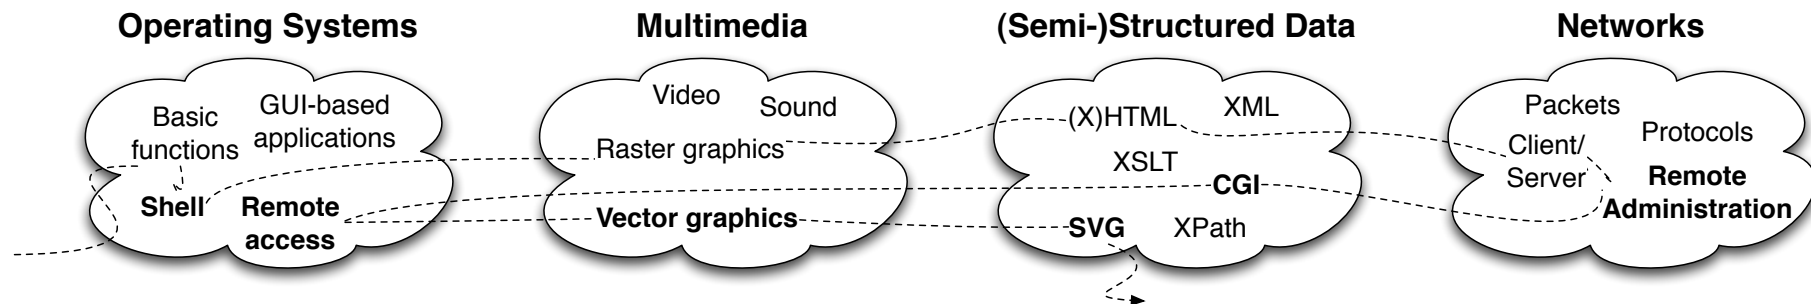 Operating Systems
Basic
functions
GUI-based
applications
Shell
Remote
access
Multimedia
Video
Sound
Raster graphics
Vector graphics
(Semi-)Structured Data
(X)HTML
XML
XSLT
CGI
SVG
XPath
Networks
Packets
Protocols
Client/
Server
Remote
Administration